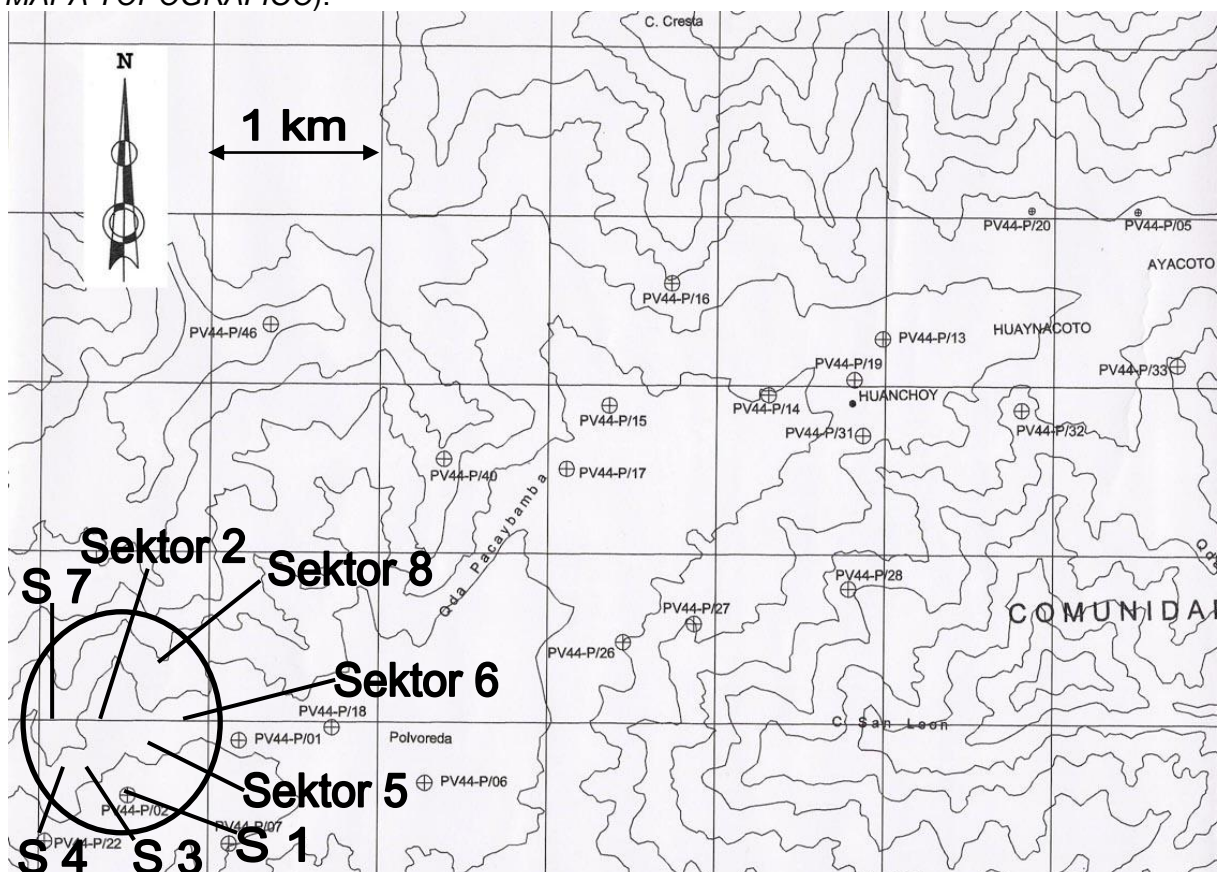 MAPA TOPOGRÁFICO).
C. Cresta
N
1 km
PV44-P/20
PV44-P/05
AYACOTO
PV44-P/16
PV44-P/46
HUAYNACOTO
PV44-P/13
PV44-P/19
PV44-P/33
HUANCHOY
PV44-P/14
PV44-P/15
PV44-P/31
PV44-P/32
PV44-P/40
PV44-P/17
Qda Pacaybamba
Qda
Sektor 2
Sektor 8
S 7
PV44-P/28
COMUNIDA
PV44-P/27
PV44-P/26
Sektor 6
PV44-P/18
PV44-P/01
Polvoreda
C. San Leon
PV44-P/06
Sektor 5
PV44-P/02
PV44-P/07
PV44-P/22
S 4
S 3
S 1